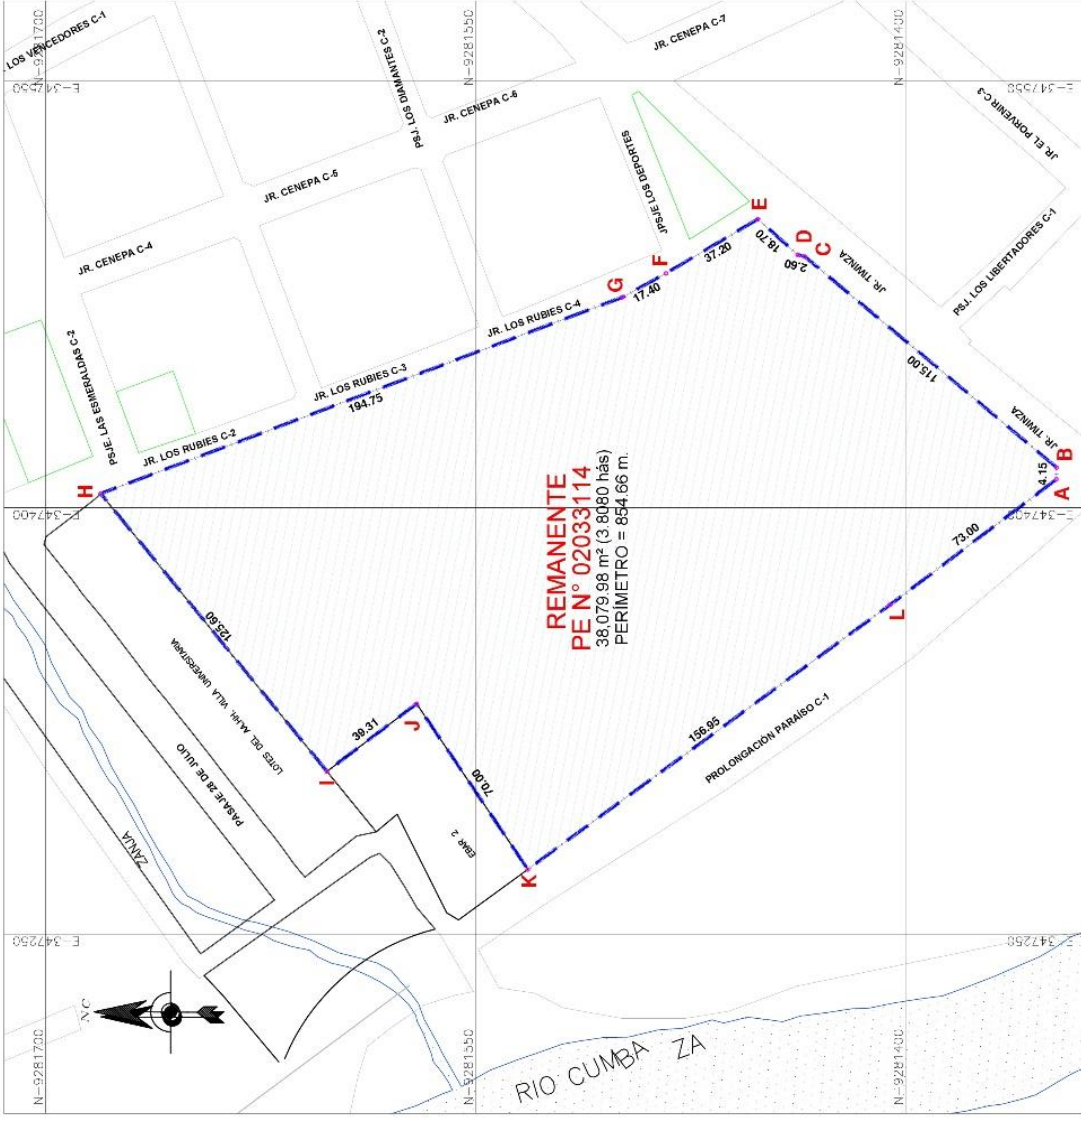 JR. LOS VENCEDORES C-1
N-9281700
N-9281550
N-9281400
E-347550
E-347550
PSJ. LOS DIAMANTES C-2
JR. CENEPA C-7
JR. CENEPA C-6
JR. CENEPA C-5
JR. CENEPA C-4
JR. EL PORVENIR C-3
JPSJE LOS DEPORTES
PSJ. LOS LIBERTADORES C-1
PSJE. LAS ESMERALDAS C-2
JR. LOS RUBIES C-2
JR. LOS RUBIES C-3
JR. LOS RUBIES C-4
JR. TIWINZA
JR. TIWINZA
H
G
F
E
D
C
B
A
L
K
J
I
194.75
17.40
37.20
18.70
2.60
115.00
4.15
73.00
156.95
70.00
39.31
125.60
E-347400
E-347400
REMANENTE
PE N° 02033114
38,079.98 m² (3.8080 hás)
PERÍMETRO = 854.66 m.
LOTES DEL AA.HH. VILLA UNIVERSITARIA
PASAJE 28 DE JULIO
ZANJA
EBAR 2
PROLONGACIÓN PARAÍSO C-1
E-347250
E-347250
N-9281700
N-9281550
N-9281400
RIO CUMBA ZA